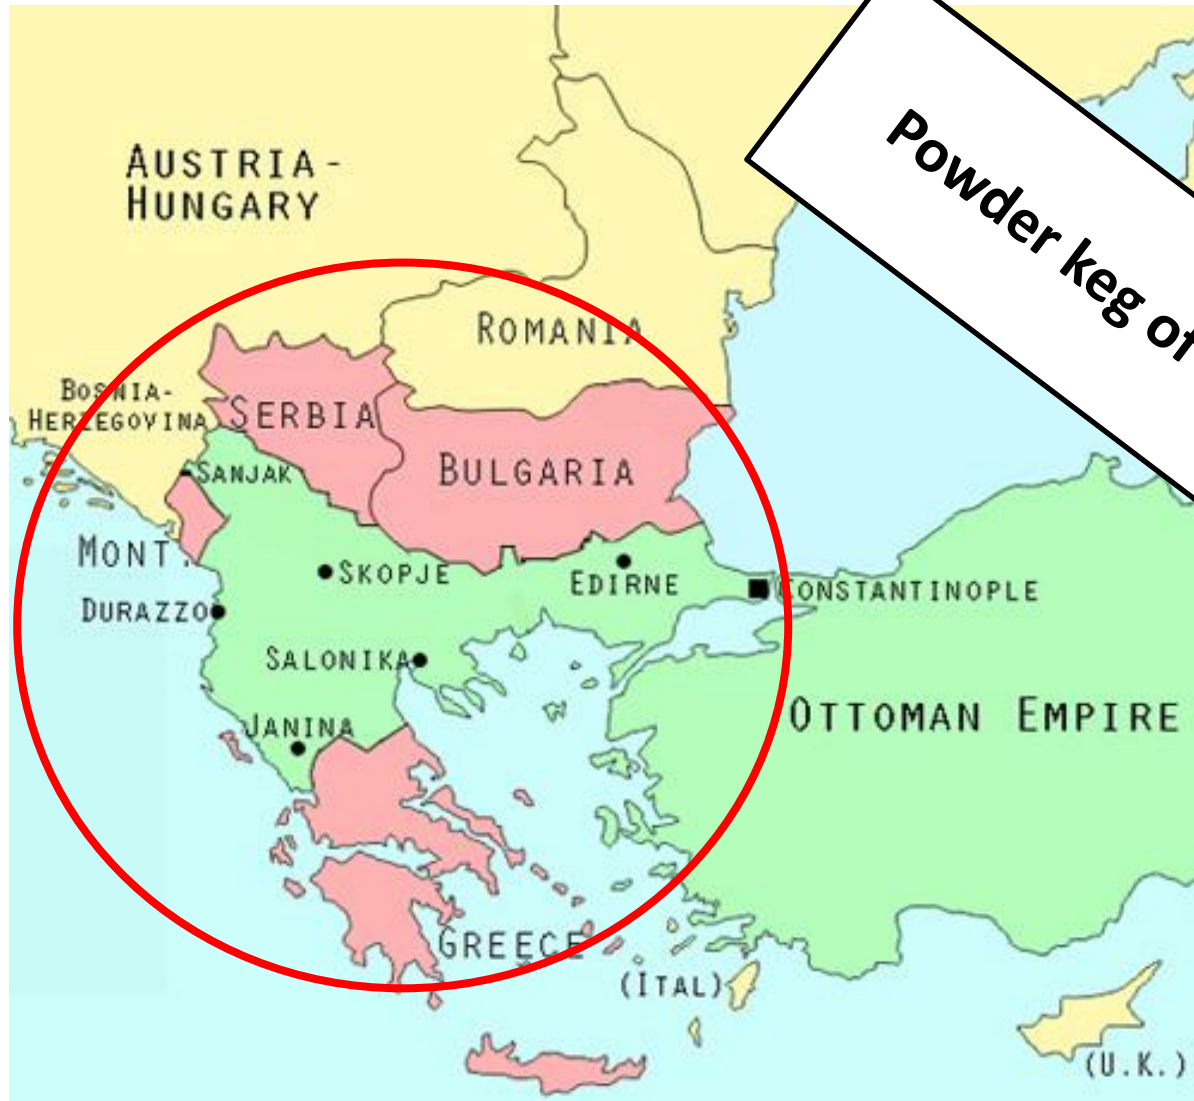 Powder keg of
AUSTRIA-
HUNGARY
ROMANIA
BOSNIA-
HERZEGOVINA
SERBIA
BULGARIA
SANJAK
MONT.
SKOPJE
EDIRNE
CONSTANTINOPLE
DURAZZO
SALONIKA
OTTOMAN EMPIRE
JANINA
GREECE
(ITAL)
(U.K.)